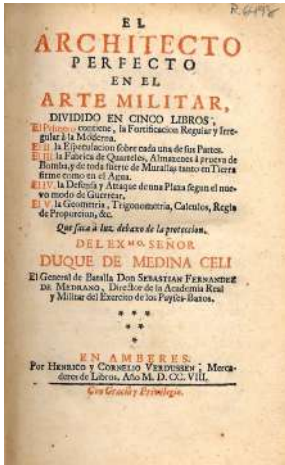 R.6498
EL
ARCHITECTO
PERFECTO
EN EL
ARTE MILITAR,
DIVIDIDO EN CINCO LIBROS;
El Primero contiene, la Fortificacion Regular y Irre-
gular à la Moderna.
El II. la Especulacion sobre cada una de sus Partes.
El III. la Fabrica de Quarteles, Almazenes à prueva de
Bomba, y de toda suerte de Murallas tanto en Tierra
firme como en el Agua.
El IV. la Defensa y Attaque de una Plaza segun el nue-
vo modo de Guerrear.
El V. la Geometria, Trigonometria, Calculos, Regla
de Proporcion, &c.
Que saca à luz, debaxo de la proteccion.
DEL EXMO. SEÑOR
DUQUE DE MEDINA CELI
El General de Batalla Don SEBASTIAN FERNANDEZ
DE MEDRANO, Director de la Academia Real
y Militar del Exercito de los Payses-Baxos.
EN AMBERES.
Por HENRICO Y CORNELIO VERDUSSEN; Merca-
deres de Libros. Año M. D. CC. VIII.
Con Gracia y Privilegio.